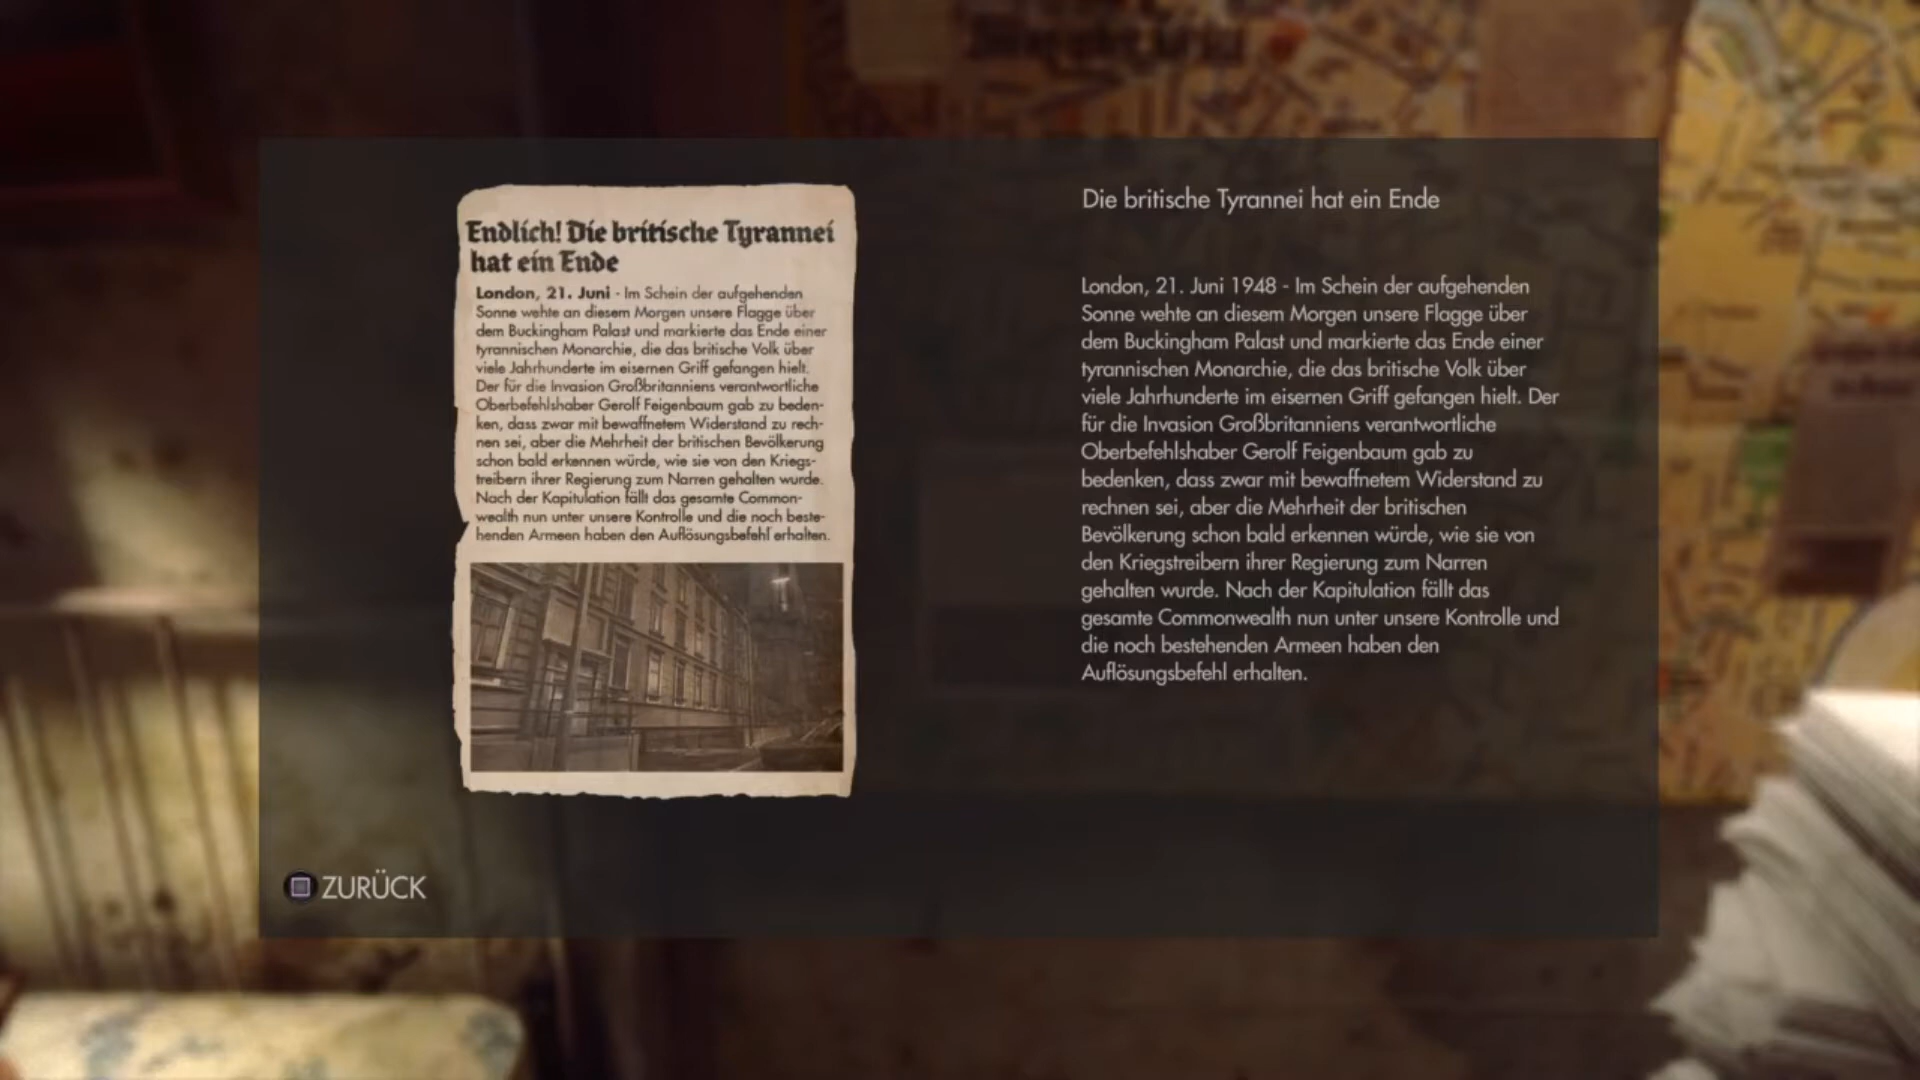 Endlich! Die britische Tyrannei
hat ein Ende
London, 21. Juni - Im Schein der aufgehenden
Sonne wehte an diesem Morgen unsere Flagge über
dem Buckingham Palast und markierte das Ende einer
tyrannischen Monarchie, die das britische Volk über
viele Jahrhunderte im eisernen Griff gefangen hielt.
Der für die Invasion Großbritanniens verantwortliche
Oberbefehlshaber Gerolf Feigenbaum gab zu beden-
ken, dass zwar mit bewaffnetem Widerstand zu rech-
nen sei, aber die Mehrheit der britischen Bevölkerung
schon bald erkennen würde, wie sie von den Kriegs-
treibern ihrer Regierung zum Narren gehalten wurde.
Nach der Kapitulation fällt das gesamte Common-
wealth nun unter unsere Kontrolle und die noch beste-
henden Armeen haben den Auflösungsbefehl erhalten.
Die britische Tyrannei hat ein Ende
London, 21. Juni 1948 - Im Schein der aufgehenden
Sonne wehte an diesem Morgen unsere Flagge über
dem Buckingham Palast und markierte das Ende einer
tyrannischen Monarchie, die das britische Volk über
viele Jahrhunderte im eisernen Griff gefangen hielt. Der
für die Invasion Großbritanniens verantwortliche
Oberbefehlshaber Gerolf Feigenbaum gab zu
bedenken, dass zwar mit bewaffnetem Widerstand zu
rechnen sei, aber die Mehrheit der britischen
Bevölkerung schon bald erkennen würde, wie sie von
den Kriegstreibern ihrer Regierung zum Narren
gehalten wurde. Nach der Kapitulation fällt das
gesamte Commonwealth nun unter unsere Kontrolle und
die noch bestehenden Armeen haben den
Auflösungsbefehl erhalten.
ZURÜCK